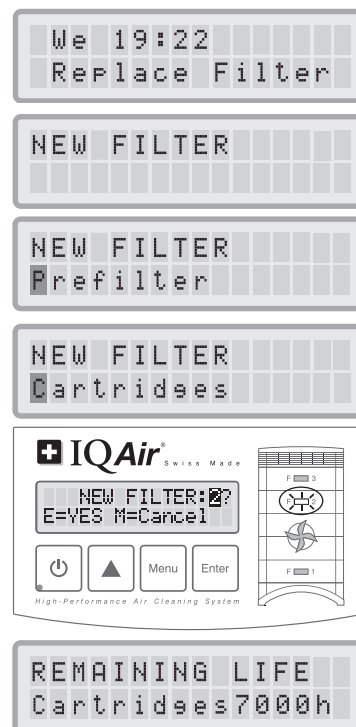 We 19:22
Replace Filter
NEW FILTER
NEW FILTER
Prefilter
NEW FILTER
Cartridges
IQAir® Swiss Made
NEW FILTER:2?
E=YES M=Cancel
Menu Enter
High-Performance Air Cleaning System
F 3
F 2
F 1
REMAINING LIFE
Cartridges7000h